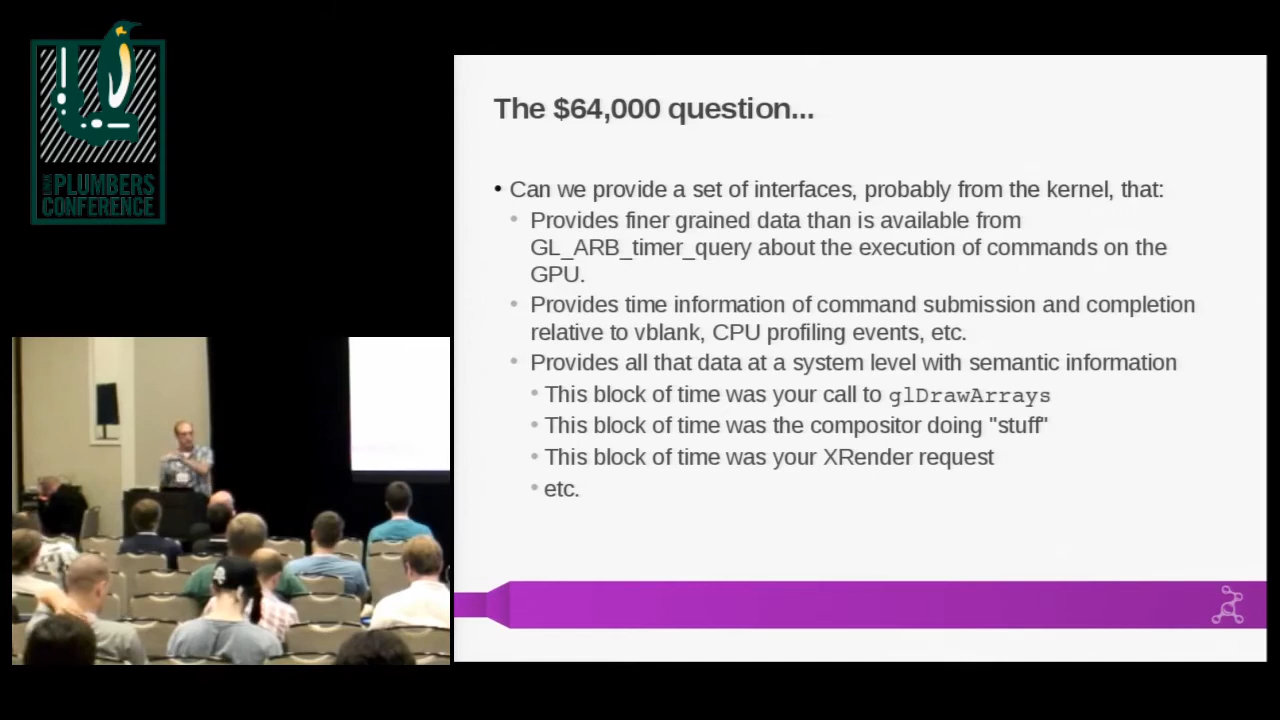 LINUX
PLUMBERS
CONFERENCE
The $64,000 question...
• Can we provide a set of interfaces, probably from the kernel, that:
• Provides finer grained data than is available from
GL_ARB_timer_query about the execution of commands on the
GPU.
• Provides time information of command submission and completion
relative to vblank, CPU profiling events, etc.
• Provides all that data at a system level with semantic information
• This block of time was your call to glDrawArrays
• This block of time was the compositor doing "stuff"
• This block of time was your XRender request
• etc.